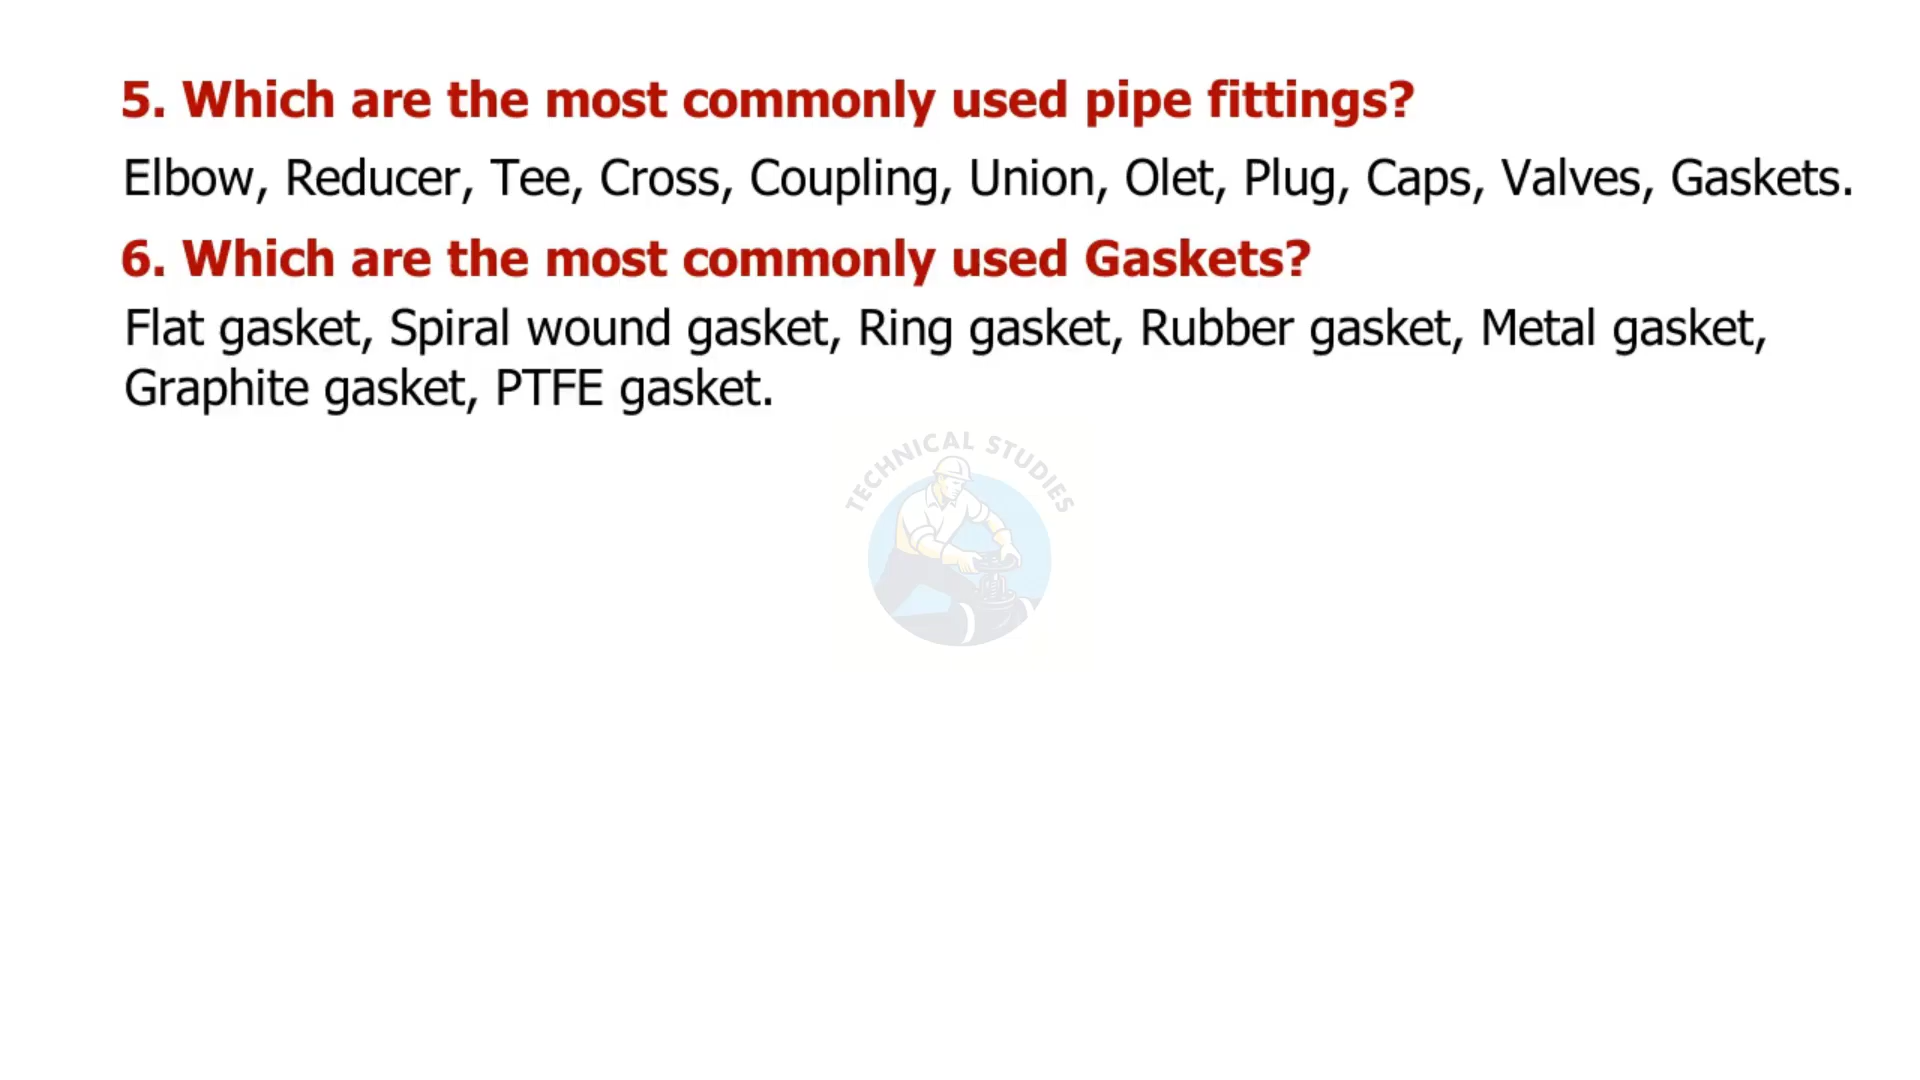 5. Which are the most commonly used pipe fittings?
Elbow, Reducer, Tee, Cross, Coupling, Union, Olet, Plug, Caps, Valves, Gaskets.
6. Which are the most commonly used Gaskets?
Flat gasket, Spiral wound gasket, Ring gasket, Rubber gasket, Metal gasket,
Graphite gasket, PTFE gasket.
TECHNICAL STUDIES